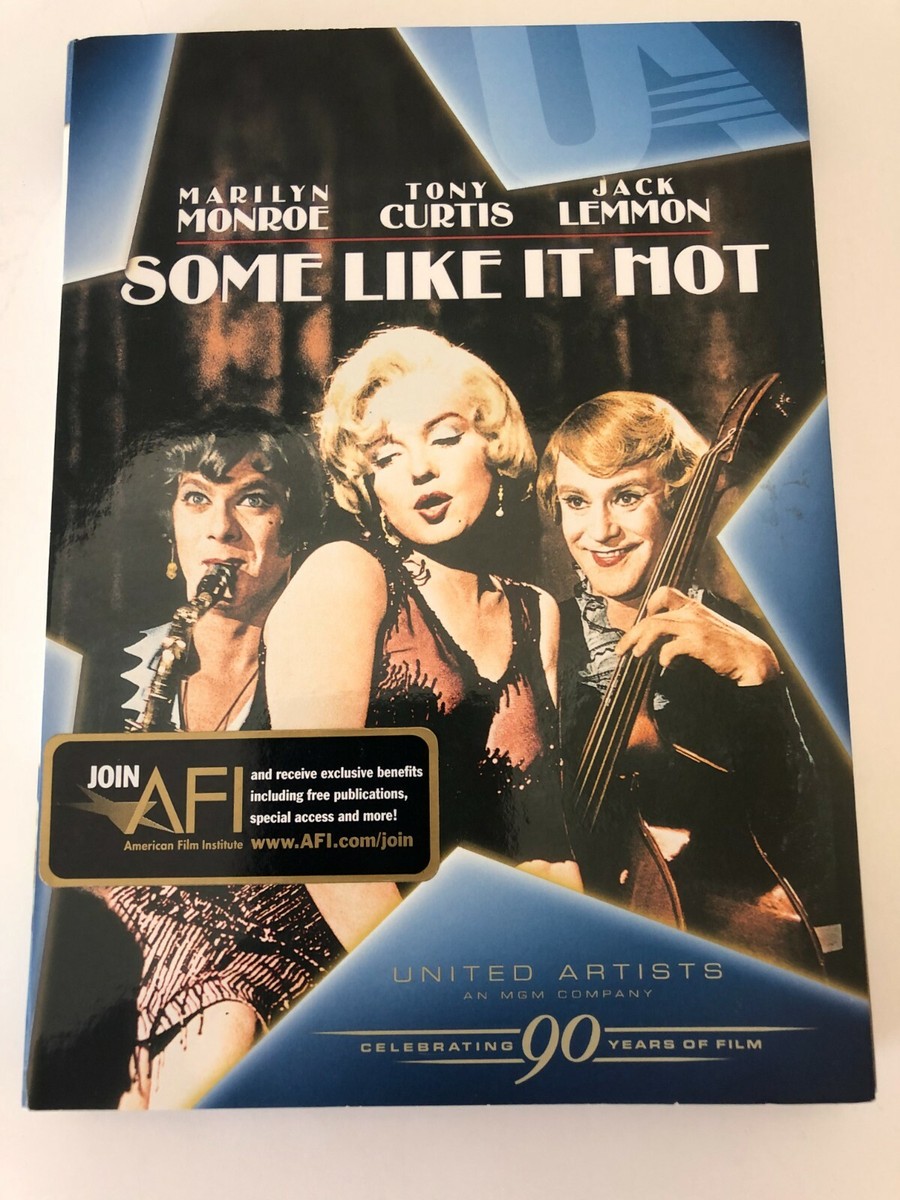 UA
MARILYN MONROE
TONY CURTIS
JACK LEMMON
SOME LIKE IT HOT
JOIN AFI
American Film Institute
and receive exclusive benefits
including free publications,
special access and more!
www.AFI.com/join
UNITED ARTISTS
AN MGM COMPANY
CELEBRATING 90 YEARS OF FILM